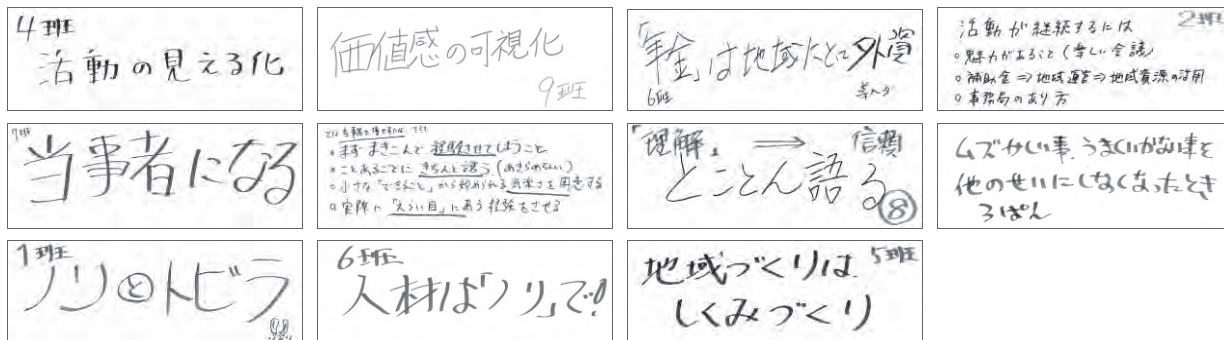 4班
活動の見える化
価値感の可視化
9班
「年金」は地域にとって外資
6班
2班
活動が継続するには
○魅力があること(楽しい会議)
○補助金⇒地域運営⇒地域資源の活用
○事務局のあり方
7班
当事者になる
○まずまきこんで経験させてしまうこと
○ことあるごとにきちんと語う(あきらめない)
○小さな「できること」から始められる気楽さを用意する
○実際に「えらい目」にあう経験をさせる
「理解」⇒信頼
とことん語る
⑧
ムズかしい事、うまくいかない事を
他のせいにしなくなったとき
3ぱん
1班
ノリとトビラ
6班
人材は「ノリ」で!
5班
地域づくりは
しくみづくり